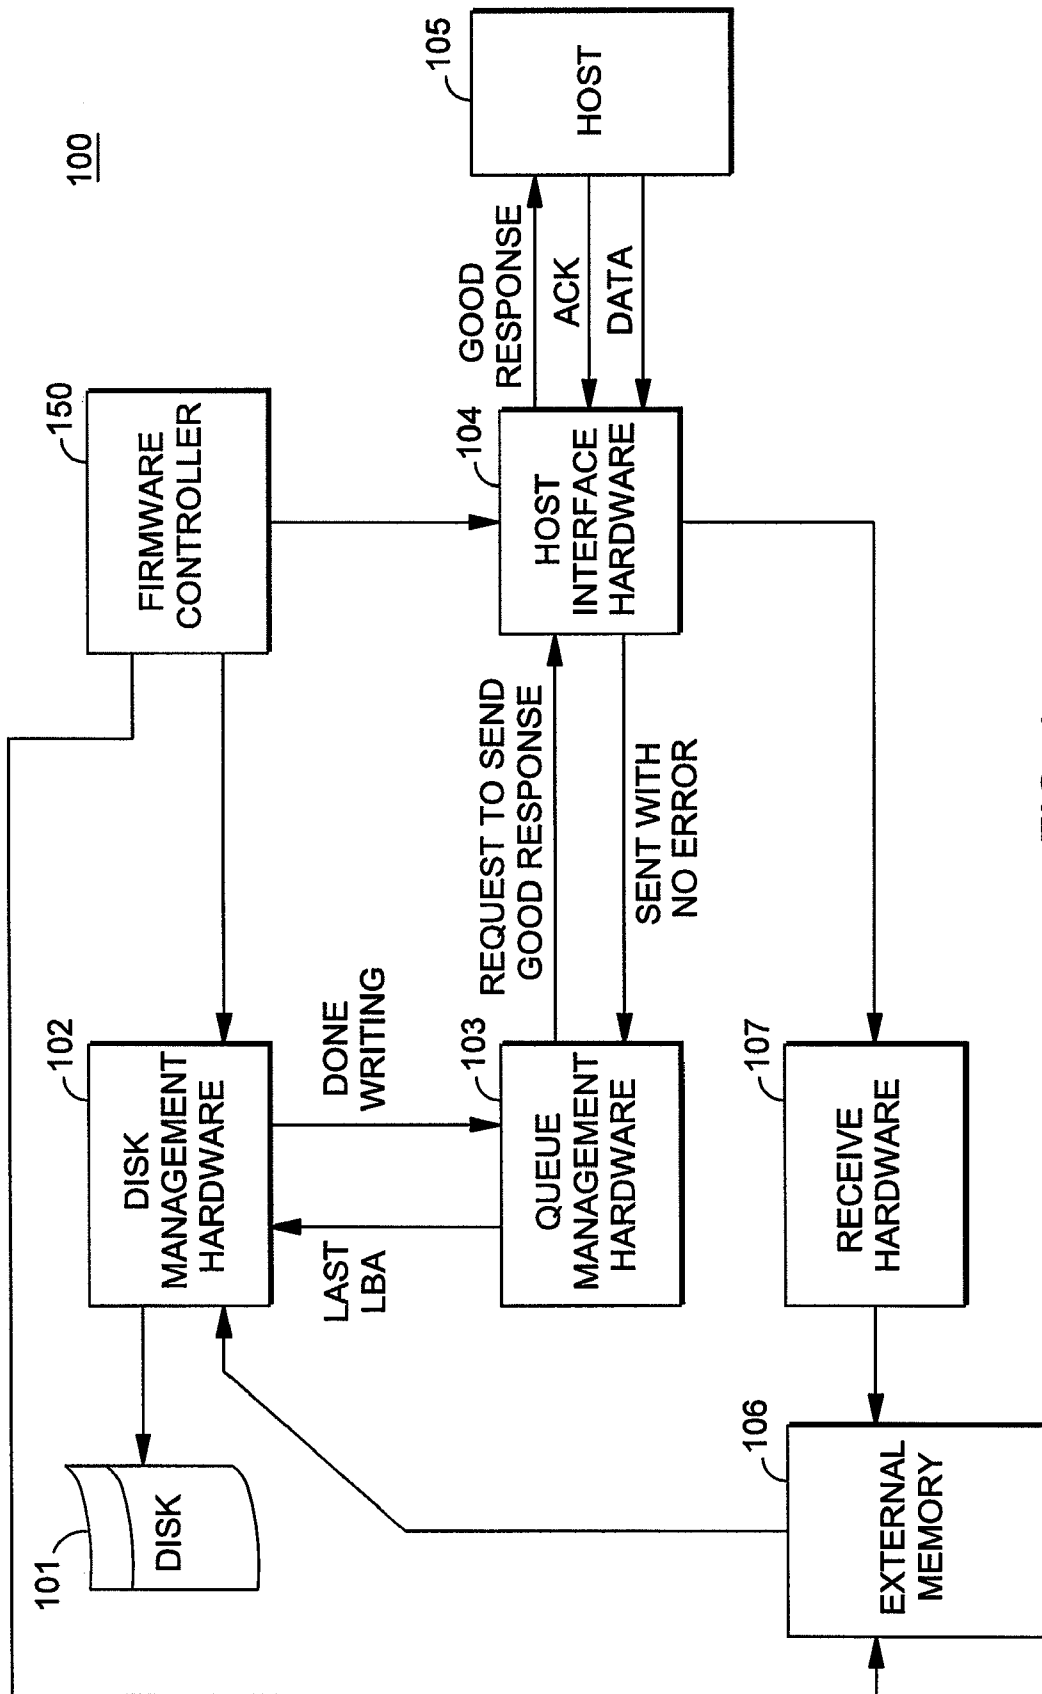 100
101
DISK
102
DISK
MANAGEMENT
HARDWARE
150
FIRMWARE
CONTROLLER
LAST
LBA
DONE
WRITING
103
QUEUE
MANAGEMENT
HARDWARE
REQUEST TO SEND
GOOD RESPONSE
SENT WITH
NO ERROR
104
HOST
INTERFACE
HARDWARE
GOOD
RESPONSE
ACK
DATA
105
HOST
106
EXTERNAL
MEMORY
107
RECEIVE
HARDWARE